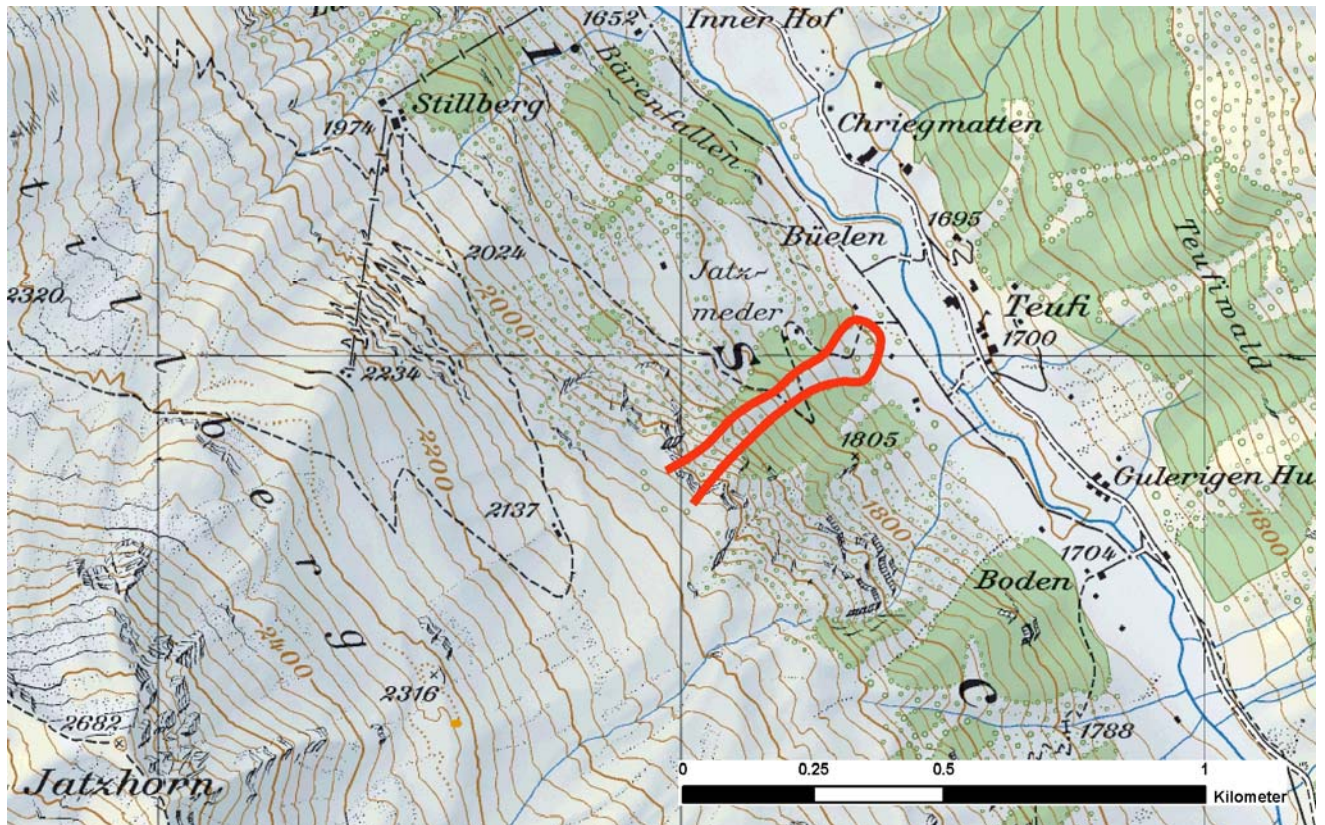 1652
Inner Hof
Bärenfallen
Stillberg
1974
Chriegmatten
1695
Büelen
2024
2000
Jatz-
meder
Teufi
1700
Teufiwald
2320
2234
S
Stillberg
2200
1805
Gulerigen Hu
2137
1800
1800
1704
Boden
2400
2316
C
2682
1788
Jatzhorn
0 0.25 0.5 1
Kilometer